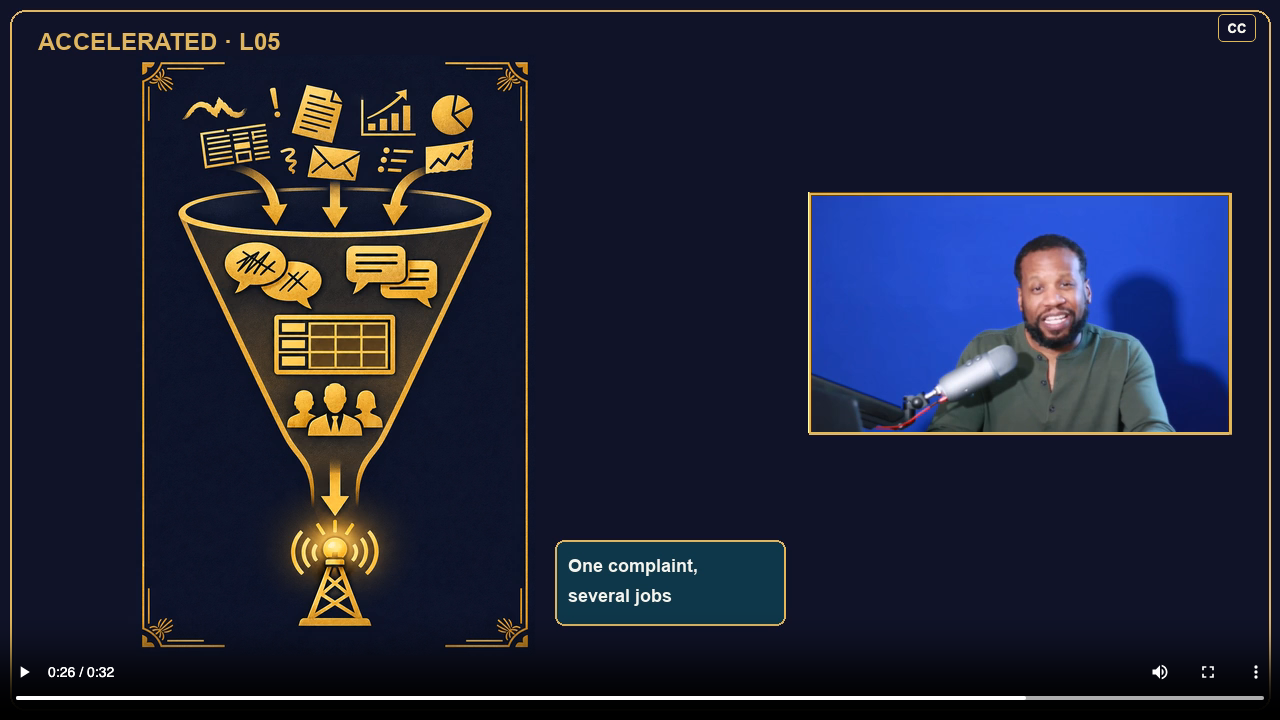 ACCELERATED · L05
CC
One complaint,
several jobs
0:26 / 0:32